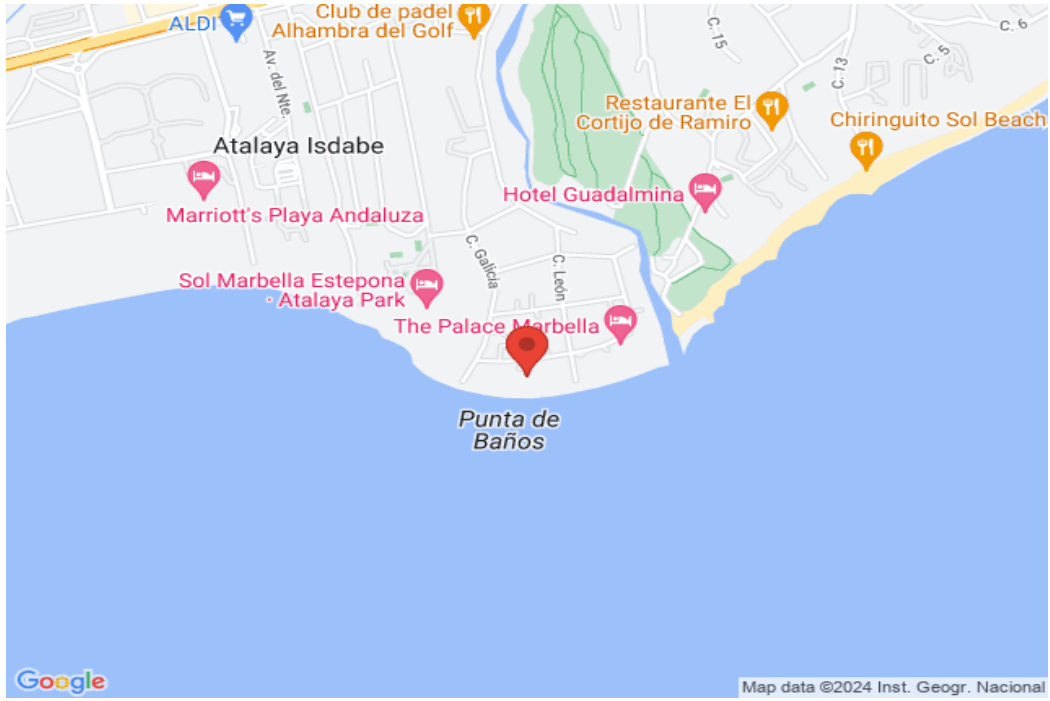 Club de padel
Alhambra del Golf
ALDI
C. 15
C. 6
C. 5
C. 13
Av. del Nte.
Restaurante El
Cortijo de Ramiro
Chiringuito Sol Beach
Atalaya Isdabe
Hotel Guadalmina
Marriott's Playa Andaluza
C. Galicia
C. León
Sol Marbella Estepona
- Atalaya Park
The Palace Marbella
Punta de
Baños
Google
Map data ©2024 Inst. Geogr. Nacional